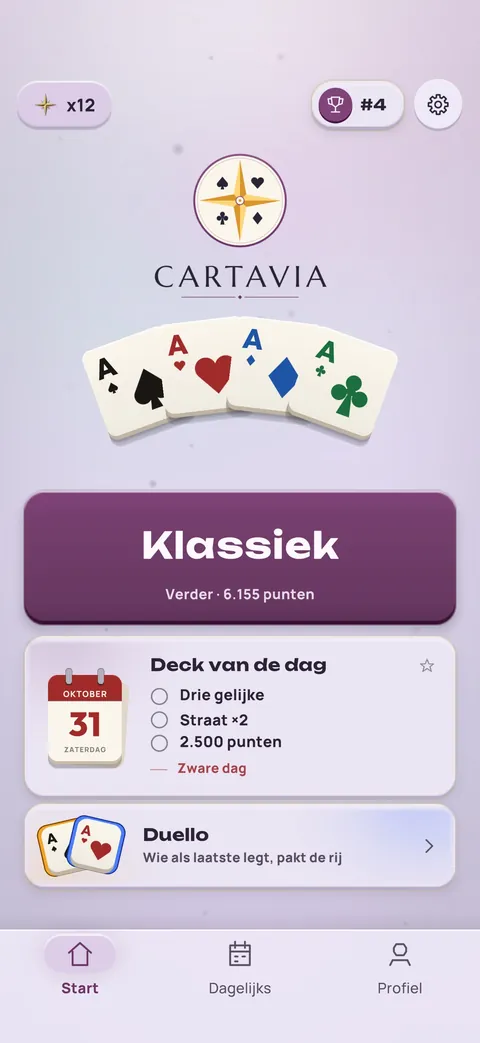 x12
#4
CARTAVIA
A A A A
Klassiek
Verder · 6.155 punten
OKTOBER
31
ZATERDAG
Deck van de dag
Drie gelijke
Straat ×2
2.500 punten
— Zware dag
A A
Duello
Wie als laatste legt, pakt de rij
Start
Dagelijks
Profiel